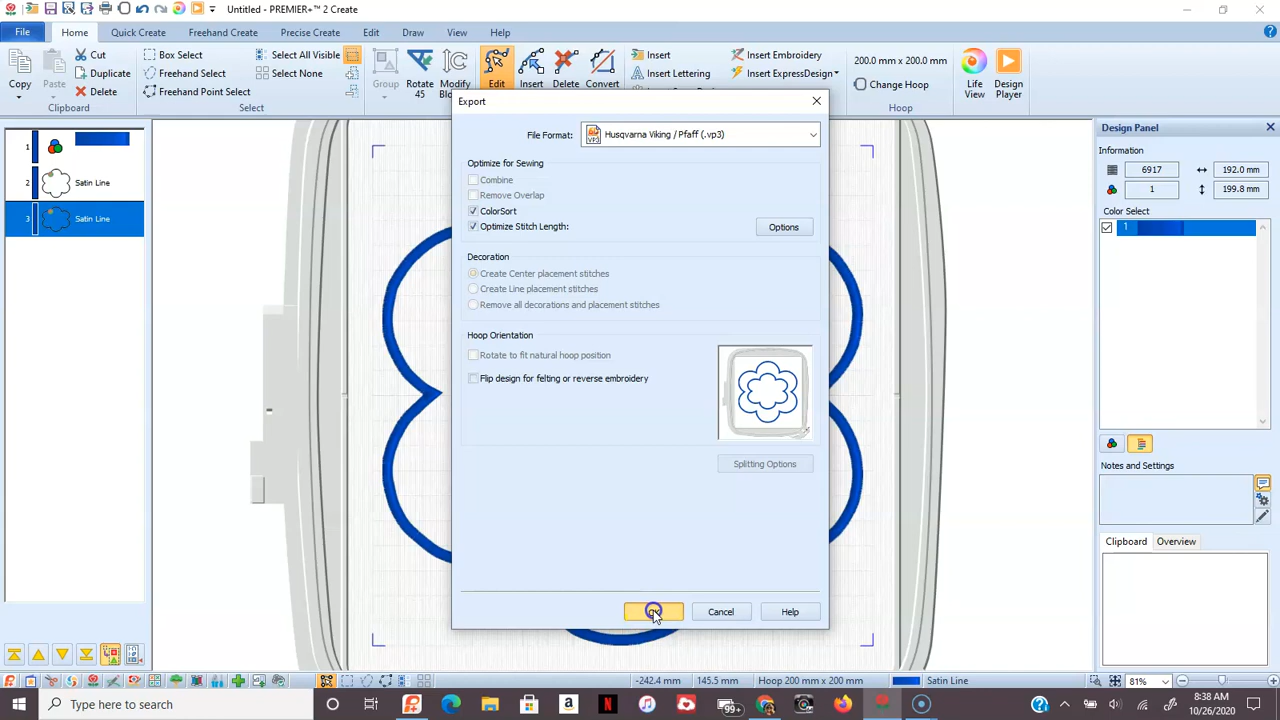 Untitled - PREMIER+™ 2 Create
File Home Quick Create Freehand Create Precise Create Edit Draw View Help
Copy Paste Cut Duplicate Delete Clipboard
Box Select Freehand Select Freehand Point Select Select All Visible Select None Select
Group Rotate 45 Modify Edit Insert Delete Convert
Insert Insert Lettering Insert Embroidery Insert ExpressDesign
200.0 mm x 200.0 mm Change Hoop Hoop
Life View Design Player
1
2 Satin Line
3 Satin Line
Export
File Format: Husqvarna Viking / Pfaff (.vp3)
Optimize for Sewing
Combine
Remove Overlap
ColorSort
Optimize Stitch Length: Options
Decoration
Create Center placement stitches
Create Line placement stitches
Remove all decorations and placement stitches
Hoop Orientation
Rotate to fit natural hoop position
Flip design for felting or reverse embroidery
Splitting Options
Cancel Help
Design Panel
Information
6917 192.0 mm
1 199.8 mm
Color Select
1
Notes and Settings
Clipboard Overview
-242.4 mm 145.5 mm Hoop 200 mm x 200 mm Satin Line 81%
Type here to search
99+
8:38 AM
10/26/2020